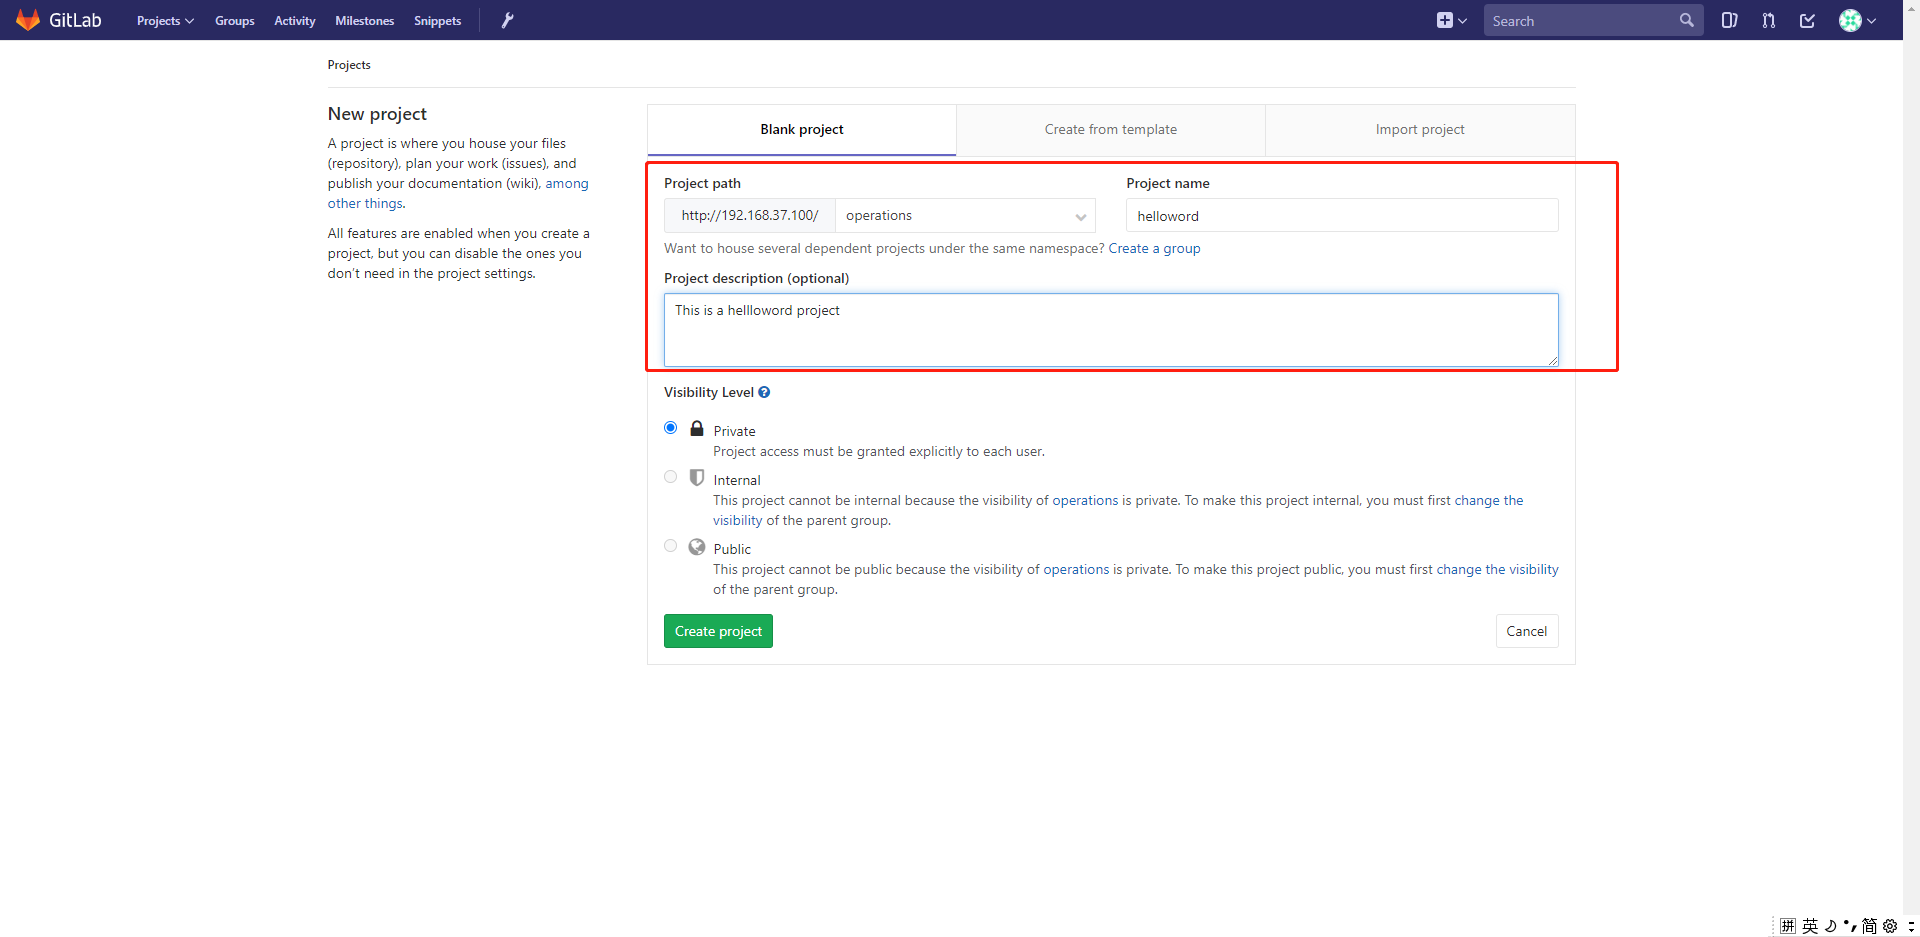 GitLab Projects Groups Activity Milestones Snippets Search
Projects
New project
A project is where you house your files
(repository), plan your work (issues), and
publish your documentation (wiki), among
other things.
All features are enabled when you create a
project, but you can disable the ones you
don't need in the project settings.
Blank project Create from template Import project
Project path Project name
http://192.168.37.100/ operations helloword
Want to house several dependent projects under the same namespace? Create a group
Project description (optional)
This is a hellloword project
Visibility Level
Private
Project access must be granted explicitly to each user.
Internal
This project cannot be internal because the visibility of operations is private. To make this project internal, you must first change the
visibility of the parent group.
Public
This project cannot be public because the visibility of operations is private. To make this project public, you must first change the visibility
of the parent group.
Create project Cancel
拼 英 简